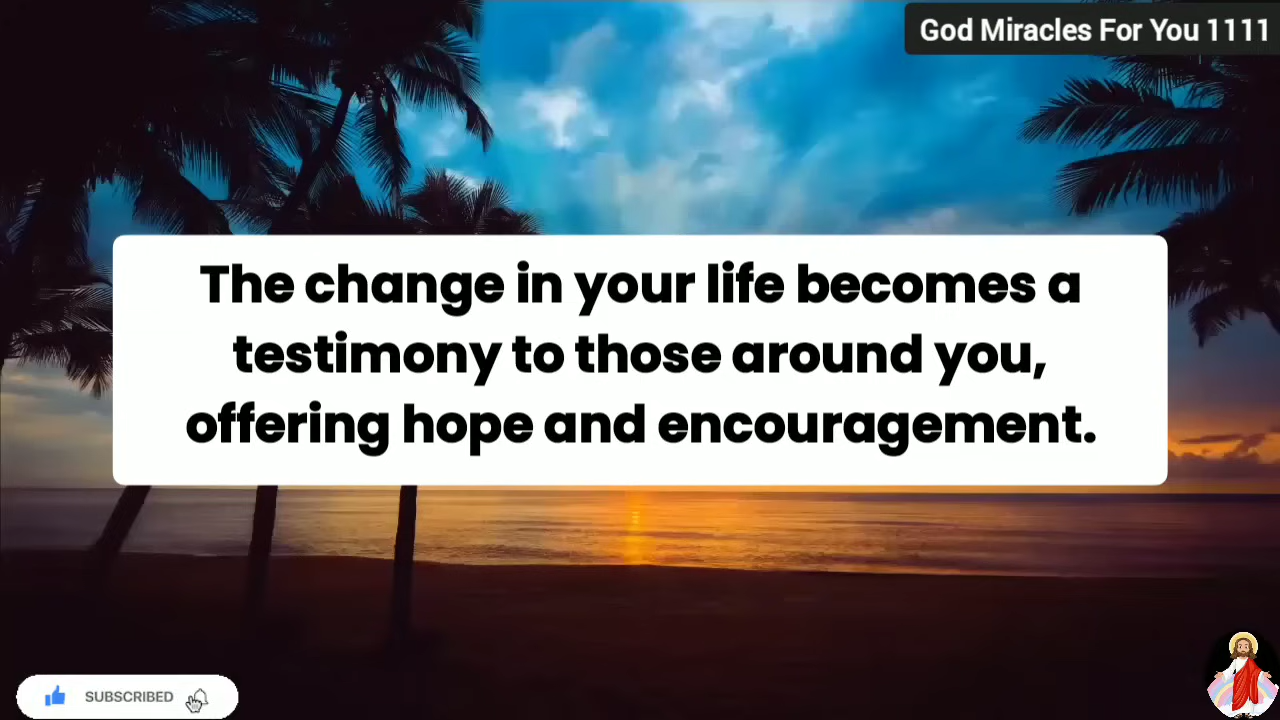 God Miracles For You 1111
The change in your life becomes a
testimony to those around you,
offering hope and encouragement.
SUBSCRIBED